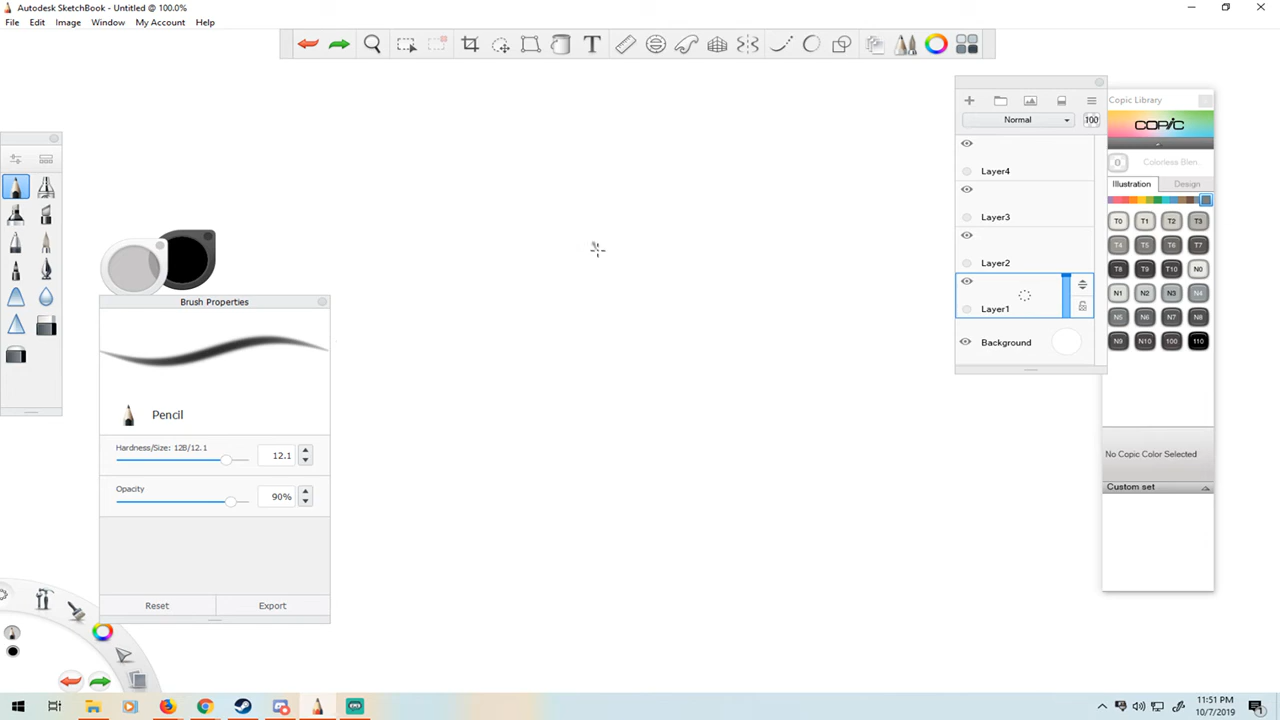 Autodesk SketchBook - Untitled @ 100.0%
File Edit Image Window My Account Help
T
Normal 100
Layer4
Layer3
Layer2
Layer1
Background
Copic Library
COPIC
0 Colorless Blen
Illustration Design
T0 T1 T2 T3
T4 T5 T6 T7
T8 T9 T10 N0
N1 N2 N3 N4
N5 N6 N7 N8
N9 N10 100 110
No Copic Color Selected
Custom set
Brush Properties
Pencil
Hardness/Size: 12B/12.1
12.1
Opacity
90%
Reset Export
11:51 PM
10/7/2019
1